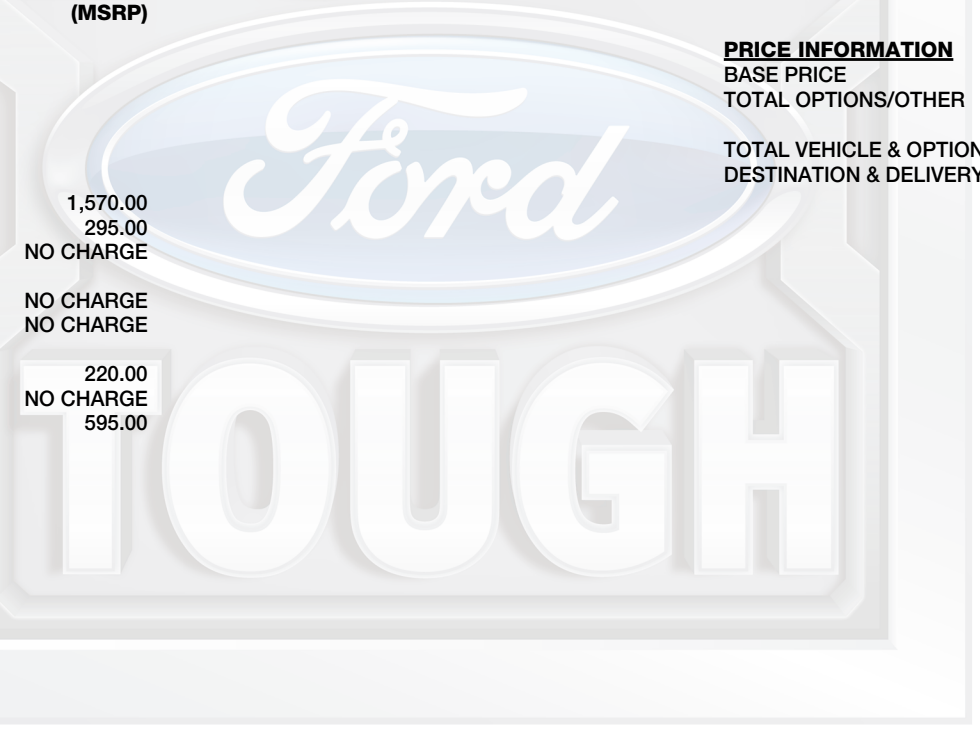 (MSRP)
1,570.00
295.00
NO CHARGE
NO CHARGE
NO CHARGE
220.00
NO CHARGE
595.00
PRICE INFORMATION
BASE PRICE
TOTAL OPTIONS/OTHER
TOTAL VEHICLE & OPTION
DESTINATION & DELIVERY
Ford
TOUGH